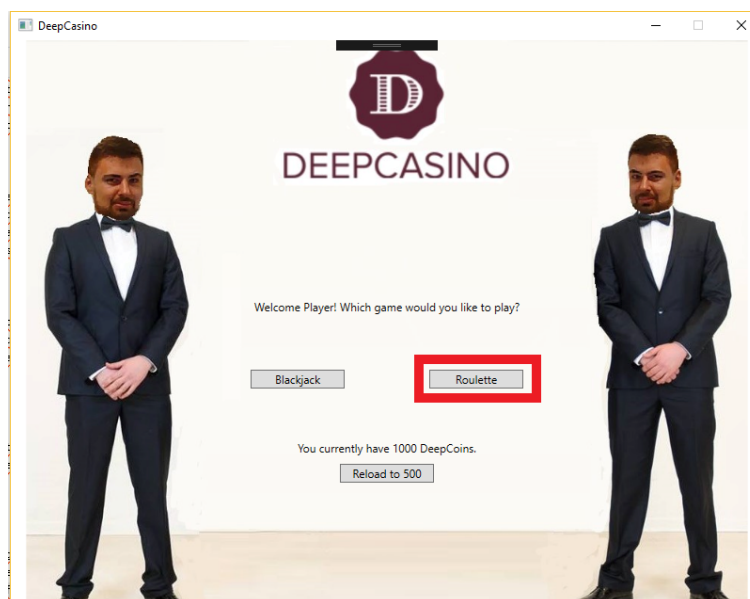 DeepCasino
D
DEEPCASINO
Welcome Player! Which game would you like to play?
Blackjack
Roulette
You currently have 1000 DeepCoins.
Reload to 500